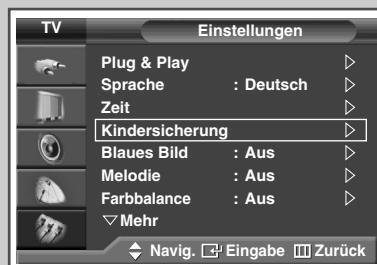 TV
Einstellungen
Plug & Play
Sprache : Deutsch
Zeit
Kindersicherung
Blaues Bild : Aus
Melodie : Aus
Farbbalance : Aus
Mehr
Navig. Eingabe Zurück